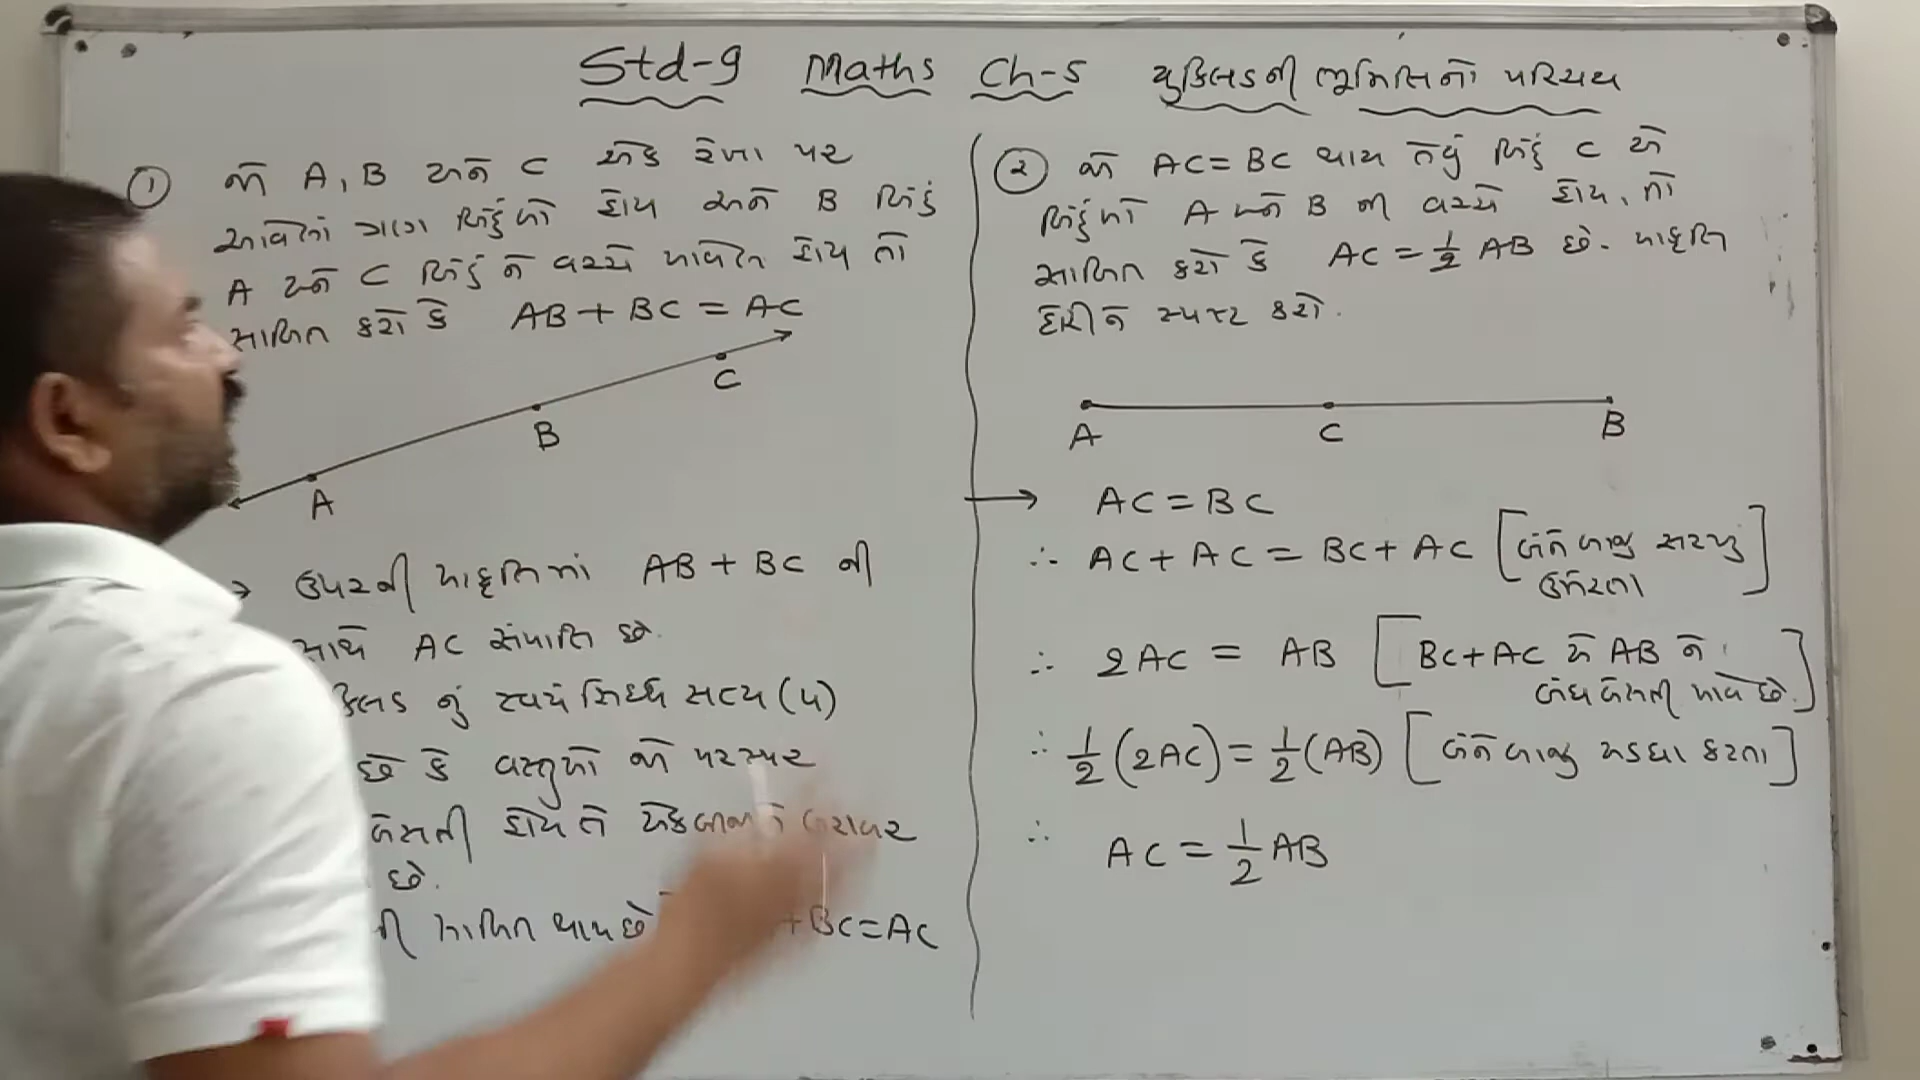 Std-9 Maths Ch-5 યુક્લિડની ભૂમિતિનો પરિચય
① જો A, B અને C એક રેખા પર
આવેલાં ત્રણ બિંદુઓ હોય અને B બિંદુ
A અને C બિંદુ ને વચ્ચે આવેલ હોય તો
સાબિત કરો કે AB + BC = AC
C
B
A
→ ઉપરની આકૃતિમાં AB + BC ની
સાથે AC સંપાતિ છે.
ક્લિડ નું સ્વયં સિધ્ધ સત્ય (૫)
છે કે વસ્તુઓ જો પરસ્પર
બેસતી હોય તે એકબીજાને બરાબર
છે.
ની સાબિત થાય છે + BC = AC
② જો AC = BC થાય તેવું બિંદુ C એ
બિંદુઓ A અને B ની વચ્ચે હોય, તો
સાબિત કરો કે AC = 1/2 AB છે. આકૃતિ
દોરીને સ્પષ્ટ કરો.
A C B
→ AC = BC
∴ AC + AC = BC + AC [બંને બાજુ સરખુ
ઉમેરતા]
∴ 2AC = AB [BC + AC એ AB ને
બંધ બેસતી આવે છે.]
∴ 1/2 (2AC) = 1/2 (AB) [બંને બાજુ અડધા કરતા]
∴ AC = 1/2 AB